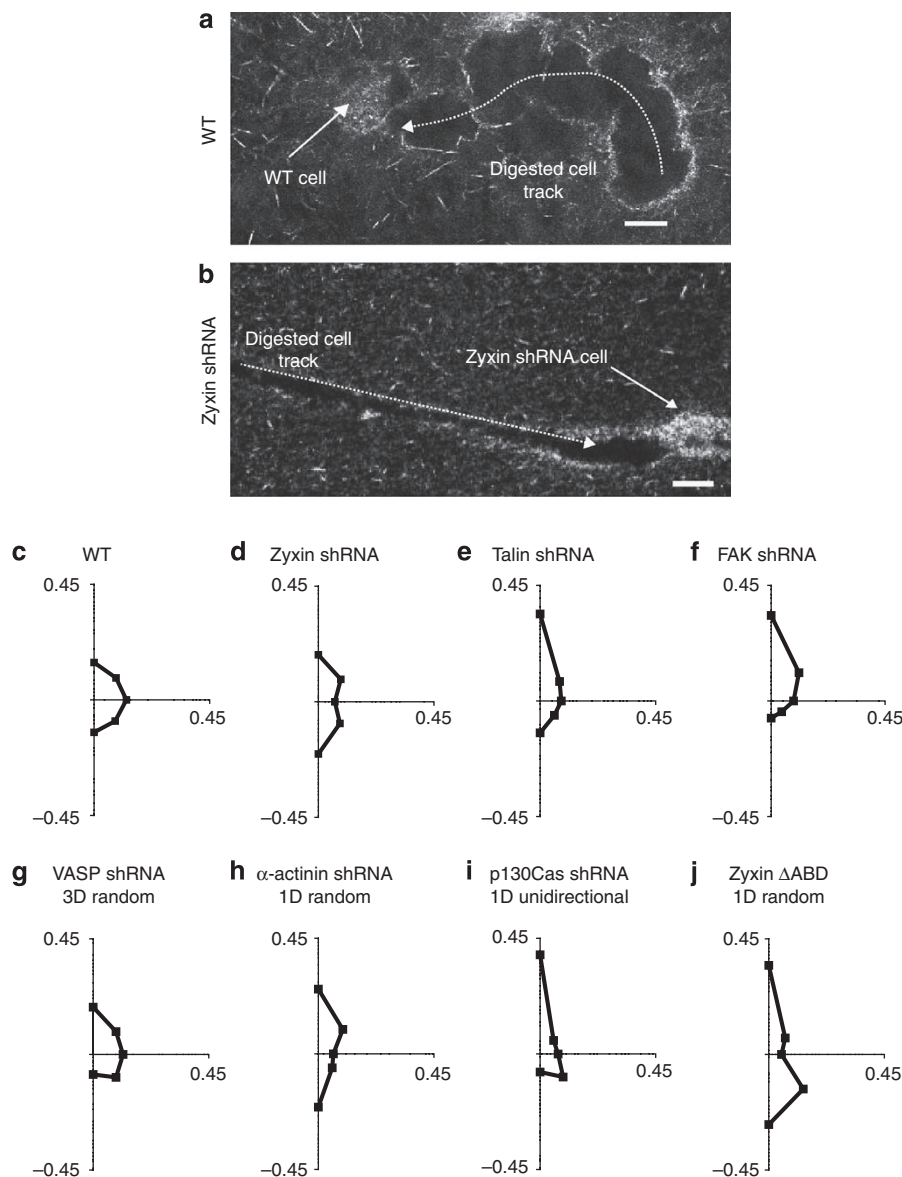 a
WT
WT cell
Digested cell
track
b
Zyxin shRNA
Digested cell
track
Zyxin shRNA cell
c
WT
0.45
0.45
–0.45
d
Zyxin shRNA
0.45
0.45
–0.45
e
Talin shRNA
0.45
0.45
–0.45
f
FAK shRNA
0.45
0.45
–0.45
g
VASP shRNA
3D random
0.45
0.45
–0.45
h
α-actinin shRNA
1D random
0.45
0.45
–0.45
i
p130Cas shRNA
1D unidirectional
0.45
0.45
–0.45
j
Zyxin ΔABD
1D random
0.45
0.45
–0.45